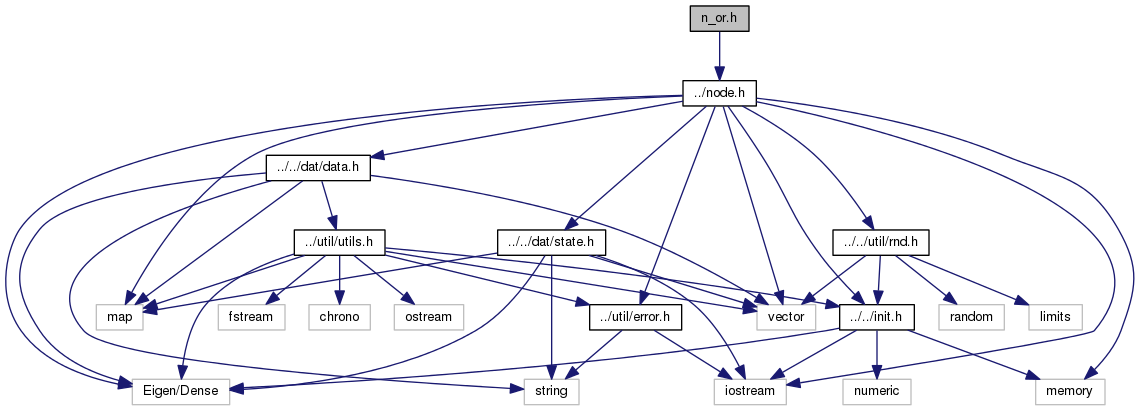 n_or.h
../node.h
../../dat/data.h
../util/utils.h
../../dat/state.h
../../util/rnd.h
map
fstream
chrono
ostream
../util/error.h
vector
../../init.h
random
limits
Eigen/Dense
string
iostream
numeric
memory